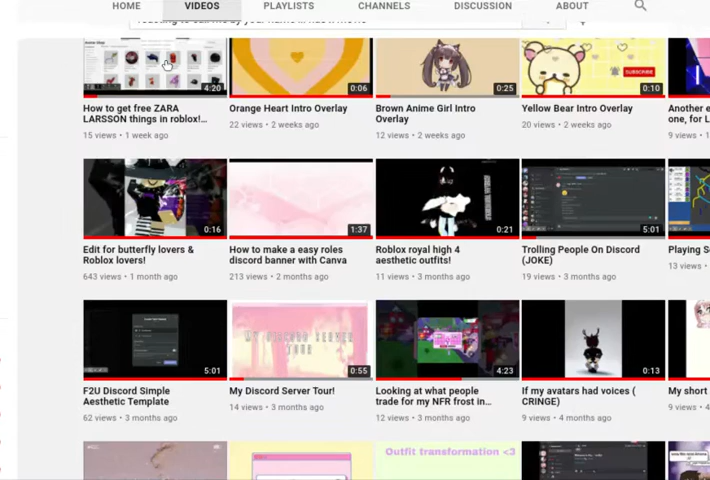 HOME VIDEOS PLAYLISTS CHANNELS DISCUSSION ABOUT
4:20 0:06 0:25 SUBSCRIBE 0:10
How to get free ZARA LARSSON things in roblox!...
15 views • 1 week ago
Orange Heart Intro Overlay
22 views • 2 weeks ago
Brown Anime Girl Intro Overlay
12 views • 2 weeks ago
Yellow Bear Intro Overlay
20 views • 2 weeks ago
Another e
one, for L
9 views • 1
0:16 1:37 0:21 5:01
Edit for butterfly lovers & Roblox lovers!
643 views • 1 month ago
How to make a easy roles discord banner with Canva
213 views • 2 months ago
Roblox royal high 4 aesthetic outfits!
11 views • 3 months ago
Trolling People On Discord (JOKE)
19 views • 3 months ago
Playing S
13 views •
5:01 MY DISCORD SERVER TOUR 0:55 4:23 0:13
F2U Discord Simple Aesthetic Template
62 views • 3 months ago
My Discord Server Tour!
14 views • 3 months ago
Looking at what people trade for my NFR frost in...
12 views • 3 months ago
If my avatars had voices ( CRINGE)
9 views • 4 months ago
My short
9 views • 4
Outfit transformation <3